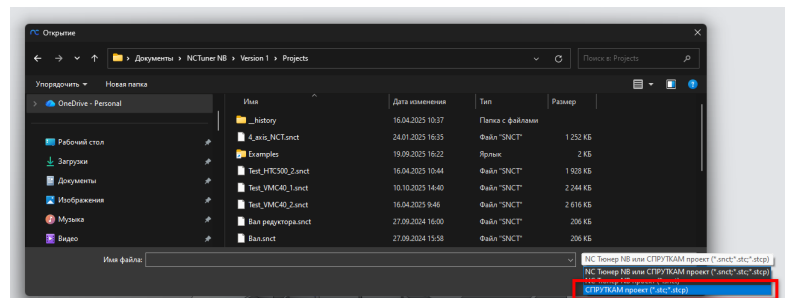 Открытие
Документы › NCTuner NB › Version 1 › Projects
Поиск в: Projects
Упорядочить Новая папка
OneDrive - Personal
Рабочий стол
Загрузки
Документы
Изображения
Музыка
Видео
Имя Дата изменения Тип Размер
__history 16.04.2025 10:37 Папка с файлами
4_axis_NCT.snct 24.01.2025 16:35 Файл "SNCT" 1 252 КБ
Examples 19.09.2025 16:22 Ярлык 2 КБ
Test_HTC500_2.snct 16.04.2025 10:44 Файл "SNCT" 1 928 КБ
Test_VMC40_1.snct 10.10.2025 14:40 Файл "SNCT" 2 244 КБ
Test_VMC40_2.snct 16.04.2025 9:46 Файл "SNCT" 2 616 КБ
Вал редуктора.snct 27.09.2024 16:00 Файл "SNCT" 206 КБ
Вал.snct 27.09.2024 15:58 Файл "SNCT" 206 КБ
Имя файла:
NC Тюнер NB или СПРУТКАМ проект (*.snct;*.stc;*.stcp)
NC Тюнер NB или СПРУТКАМ проект (*.snct;*.stc;*.stcp)
СПРУТКАМ проект (*.stc;*.stcp)